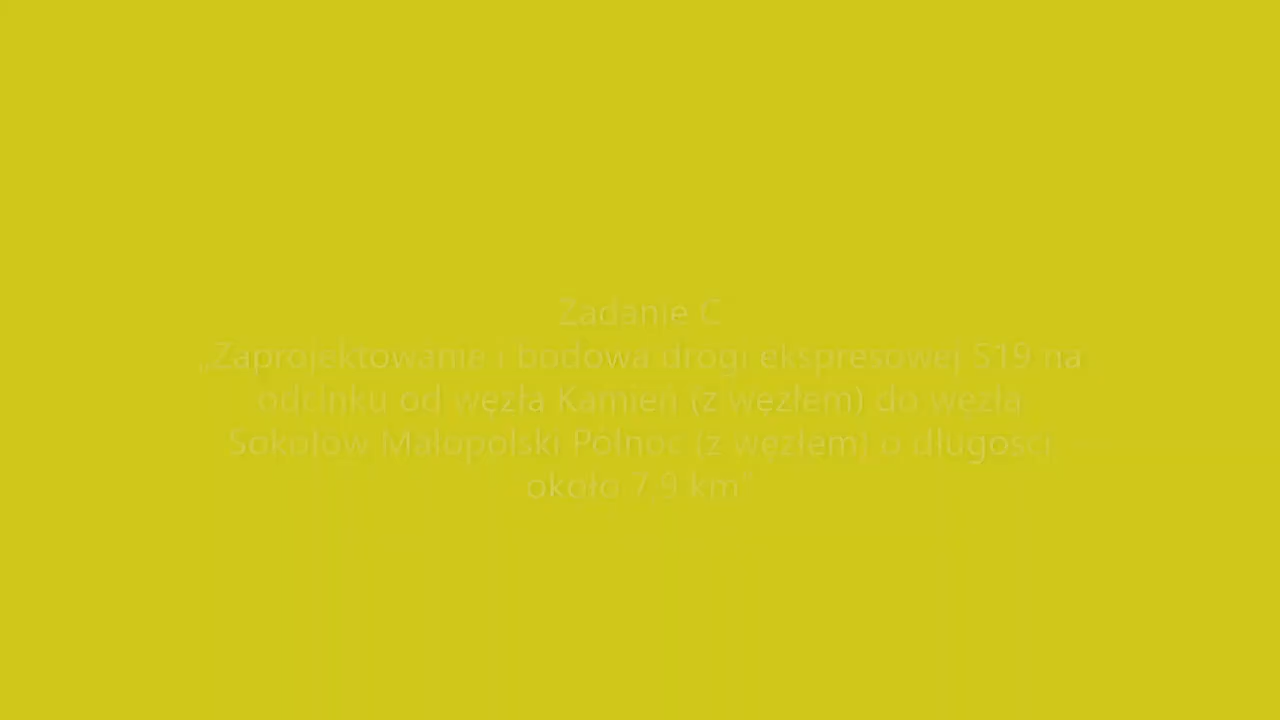 Zadanie C
„Zaprojektowanie i budowa drogi ekspresowej S19 na
odcinku od węzła Kamień (z węzłem) do węzła
Sokołów Małopolski Północ (z węzłem) o długości
około 7,9 km”